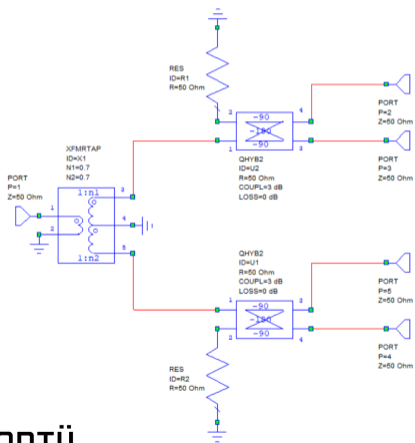 RES
ID=R1
R=50 Ohm
PORT
P=2
Z=50 Ohm
2
-90
4
-180
1
-90
3
QHYB2
ID=U2
R=50 Ohm
COUPL=3 dB
LOSS=0 dB
PORT
P=3
Z=50 Ohm
XFMRTAP
ID=X1
N1=0.7
N2=0.7
PORT
P=1
Z=50 Ohm
1:n1
3
1
4
2
5
1:n2
QHYB2
ID=U1
R=50 Ohm
COUPL=3 dB
LOSS=0 dB
PORT
P=5
Z=50 Ohm
1
-90
3
-180
2
-90
4
RES
ID=R2
R=50 Ohm
PORT
P=4
Z=50 Ohm